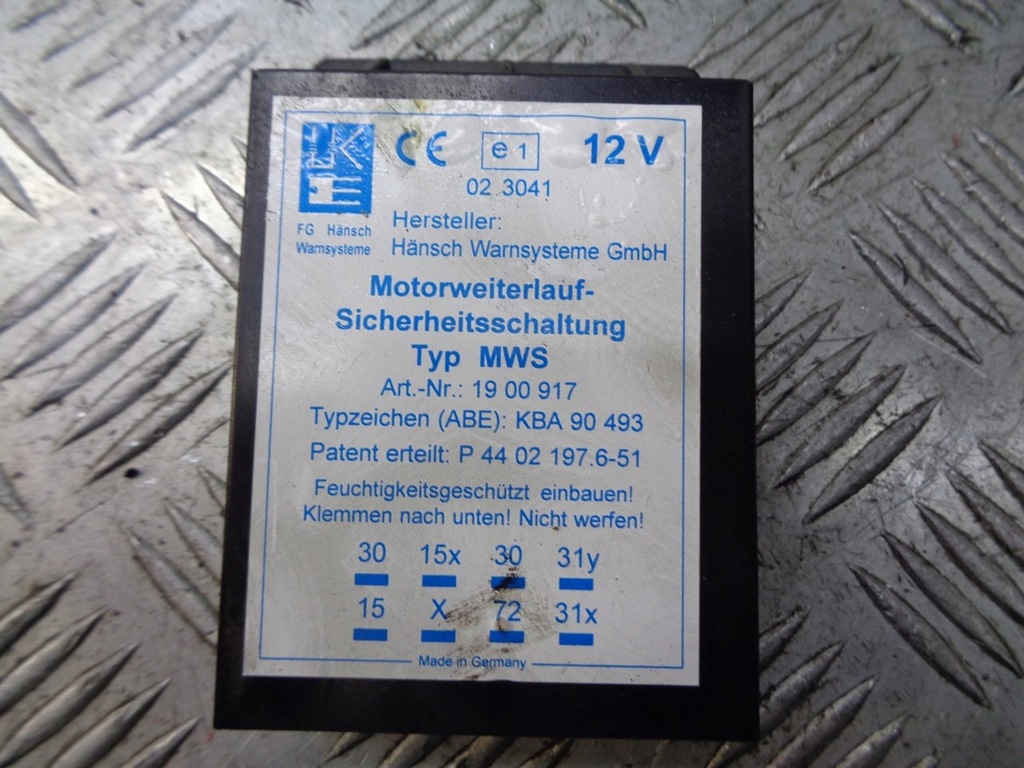 CE e 1 12 V
02 3041
FG Hänsch
Warnsysteme
Hersteller:
Hänsch Warnsysteme GmbH
Motorweiterlauf-
Sicherheitsschaltung
Typ MWS
Art.-Nr.: 19 00 917
Typzeichen (ABE): KBA 90 493
Patent erteilt: P 44 02 197.6-51
Feuchtigkeitsgeschützt einbauen!
Klemmen nach unten! Nicht werfen!
30 15x 30 31y
15 X 72 31x
Made in Germany